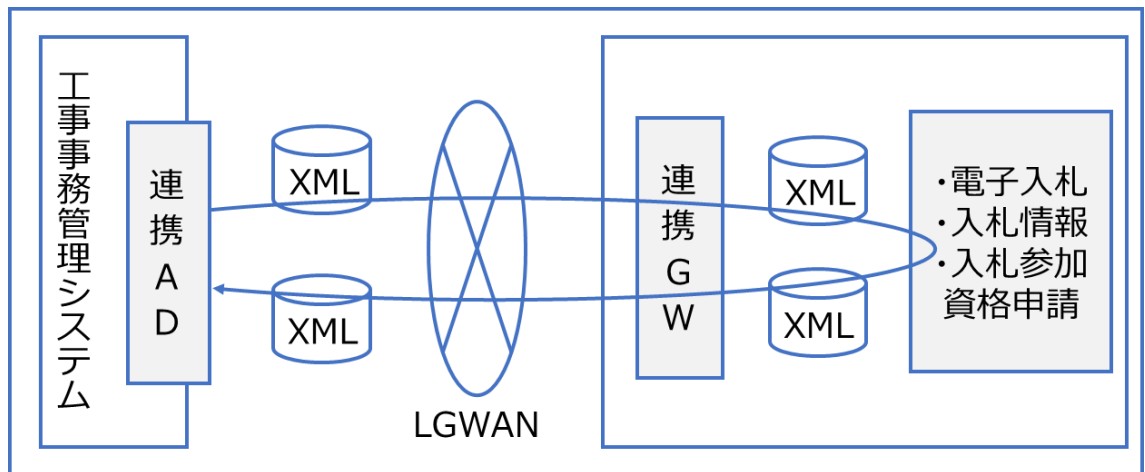 工事事務管理システム
連携AD
XML
XML
LGWAN
連携GW
XML
XML
・電子入札
・入札情報
・入札参加
資格申請